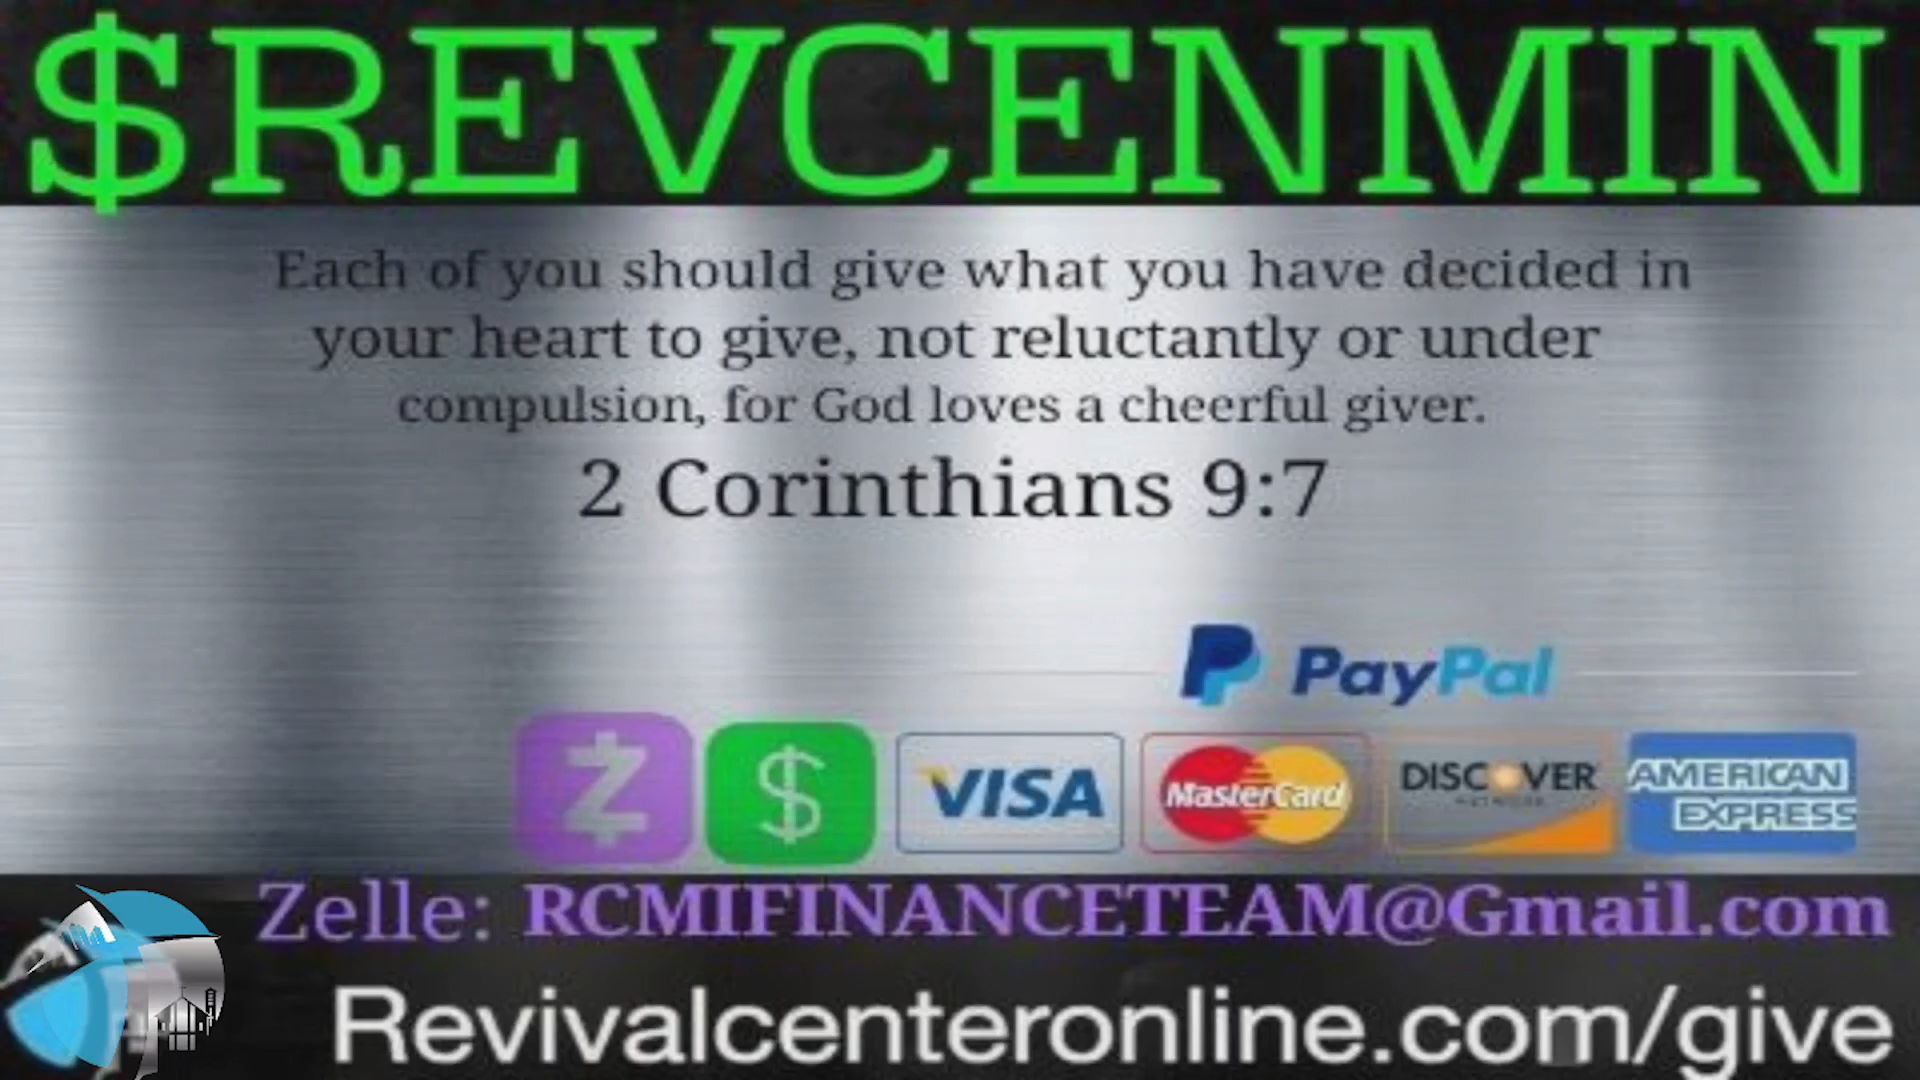 $REVCENMIN
Each of you should give what you have decided in
your heart to give, not reluctantly or under
compulsion, for God loves a cheerful giver.
2 Corinthians 9:7
PayPal
Z $ VISA MasterCard DISCOVER AMERICAN
EXPRESS
Zelle: RCMIFINANCETEAM@Gmail.com
Revivalcenteronline.com/give